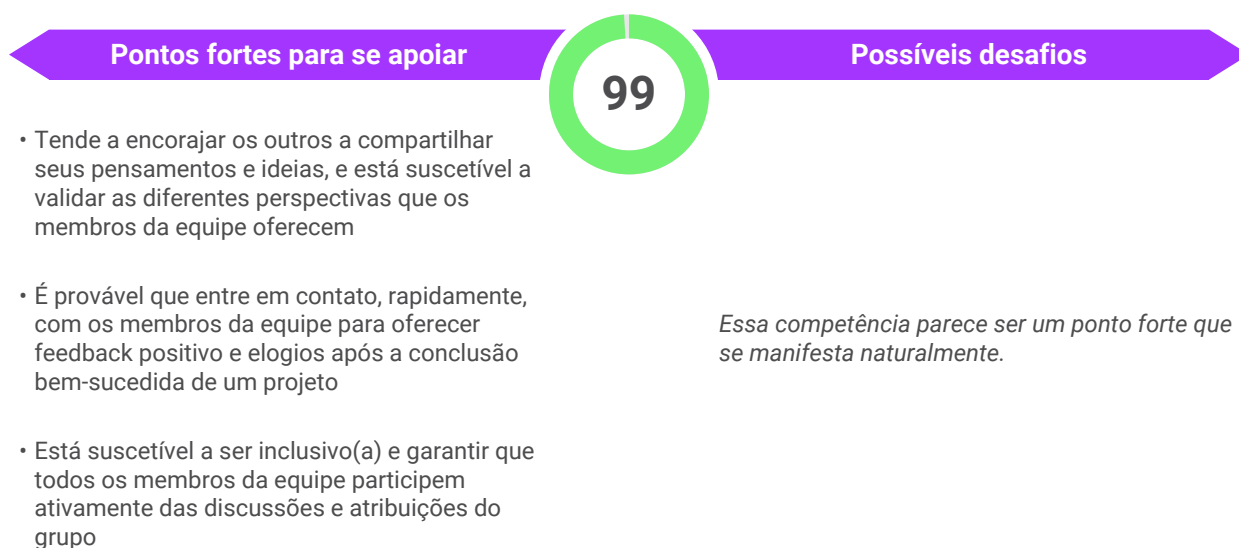 Pontos fortes para se apoiar
99
Possíveis desafios
• Tende a encorajar os outros a compartilhar
seus pensamentos e ideias, e está suscetível a
validar as diferentes perspectivas que os
membros da equipe oferecem
• É provável que entre em contato, rapidamente,
com os membros da equipe para oferecer
feedback positivo e elogios após a conclusão
bem-sucedida de um projeto
• Está suscetível a ser inclusivo(a) e garantir que
todos os membros da equipe participem
ativamente das discussões e atribuições do
grupo
Essa competência parece ser um ponto forte que
se manifesta naturalmente.